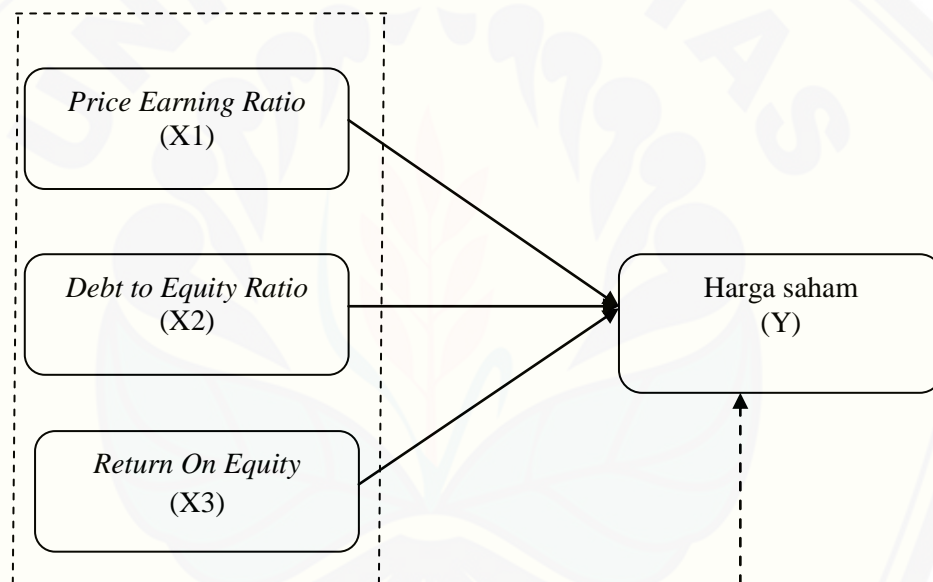 Price Earning Ratio
(X1)
Debt to Equity Ratio
(X2)
Harga saham
(Y)
Return On Equity
(X3)